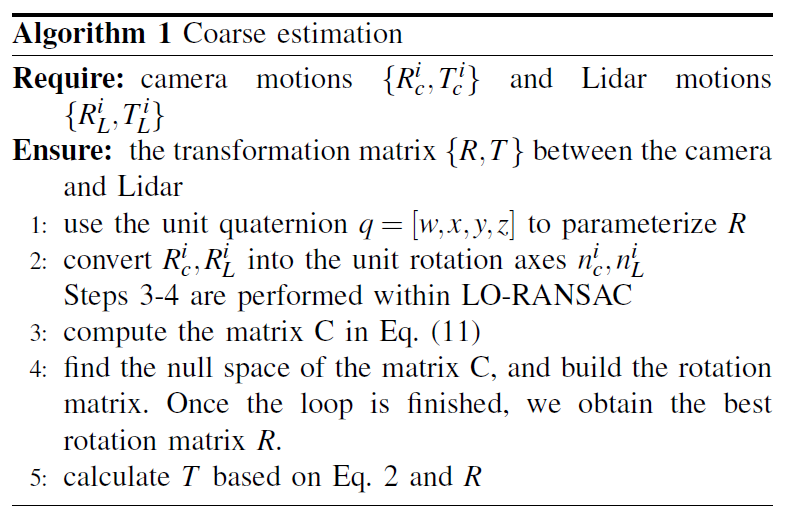 Algorithm 1 Coarse estimation
Require: camera motions {R_c^i, T_c^i} and Lidar motions
{R_L^i, T_L^i}
Ensure: the transformation matrix {R, T} between the camera
and Lidar
1: use the unit quaternion q = [w, x, y, z] to parameterize R
2: convert R_c^i, R_L^i into the unit rotation axes n_c^i, n_L^i
Steps 3-4 are performed within LO-RANSAC
3: compute the matrix C in Eq. (11)
4: find the null space of the matrix C, and build the rotation
matrix. Once the loop is finished, we obtain the best
rotation matrix R.
5: calculate T based on Eq. 2 and R